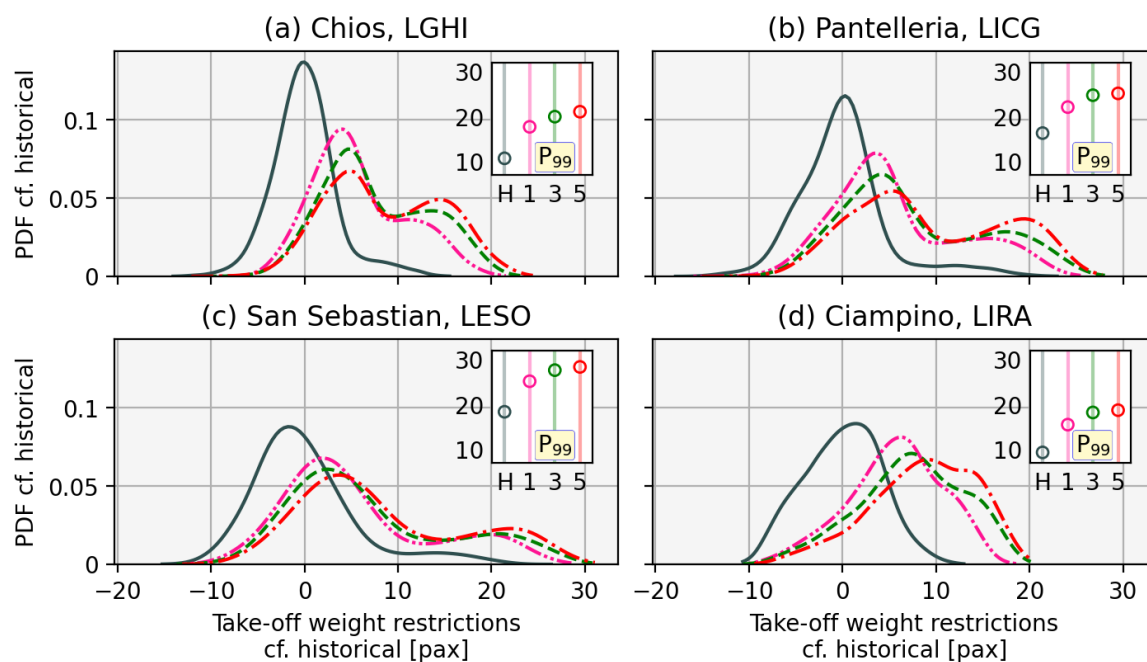 (a) Chios, LGHI
(b) Pantelleria, LICG
PDF cf. historical
0.1
0.05
0
30
20
10
P99
H 1 3 5
30
20
10
P99
H 1 3 5
(c) San Sebastian, LESO
(d) Ciampino, LIRA
PDF cf. historical
0.1
0.05
0
30
20
10
P99
H 1 3 5
30
20
10
P99
H 1 3 5
−20 −10 0 10 20 30
−20 −10 0 10 20 30
Take-off weight restrictions
cf. historical [pax]
Take-off weight restrictions
cf. historical [pax]